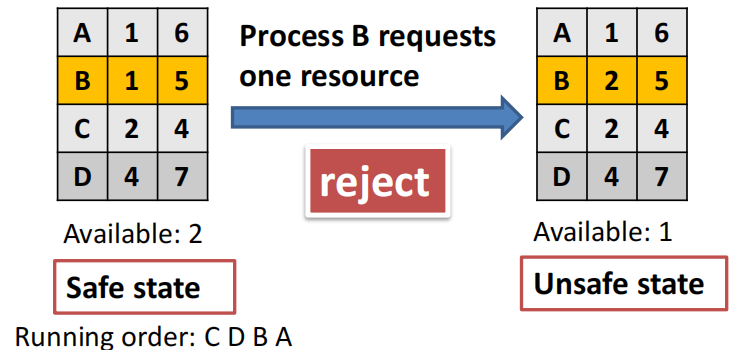 A 1 6
B 1 5
C 2 4
D 4 7
Available: 2
Safe state
Running order: C D B A
Process B requests
one resource
reject
A 1 6
B 2 5
C 2 4
D 4 7
Available: 1
Unsafe state